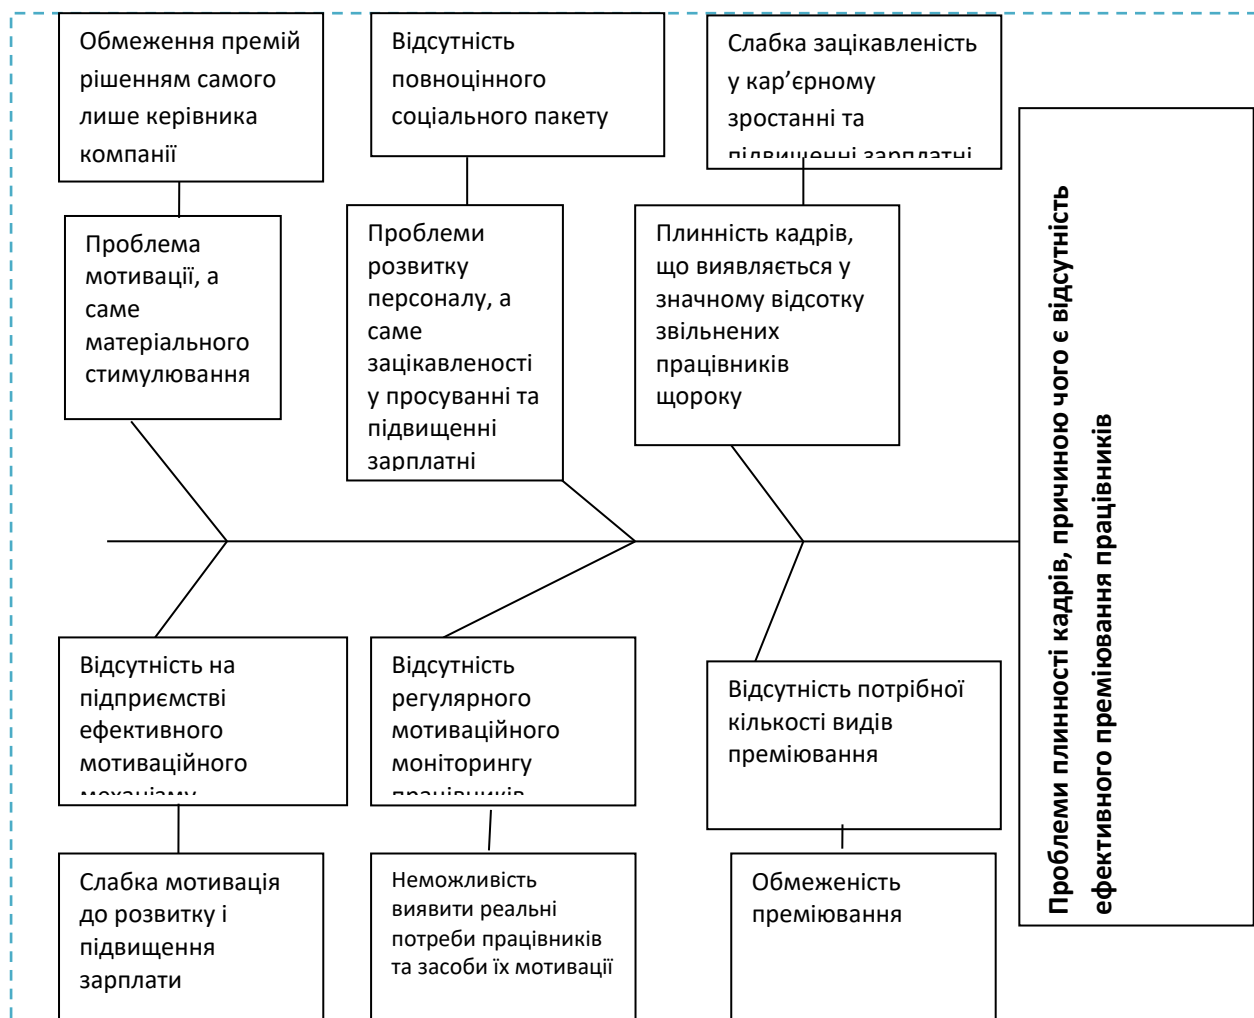 Обмеження премій
рішенням самого
лише керівника
компанії
Відсутність
повноцінного
соціального пакету
Слабка зацікавленість
у кар’єрному
зростанні та
підвищенні зарплатні
Проблема
мотивації, а
саме
матеріального
стимулювання
Проблеми
розвитку
персоналу, а
саме
зацікавленості
у просуванні та
підвищенні
зарплатні
Плинність кадрів,
що виявляється у
значному відсотку
звільнених
працівників
щороку
Проблеми плинності кадрів, причиною чого є відсутність
ефективного преміювання працівників
Відсутність на
підприємстві
ефективного
мотиваційного
механізму
Відсутність
регулярного
мотиваційного
моніторингу
працівників
Відсутність потрібної
кількості видів
преміювання
Слабка мотивація
до розвитку і
підвищення
зарплати
Неможливість
виявити реальні
потреби працівників
та засоби їх мотивації
Обмеженість
преміювання